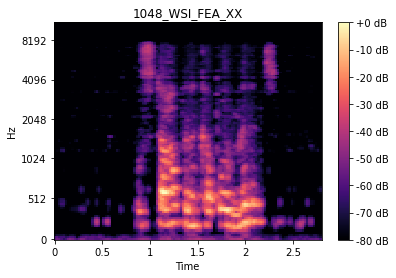 1048_WSI_FEA_XX
+0 dB
8192
-10 dB
4096
-20 dB
-30 dB
2048
Hz
-40 dB
1024
-50 dB
512
-60 dB
-70 dB
0
-80 dB
0 0.5 1 1.5 2 2.5
Time